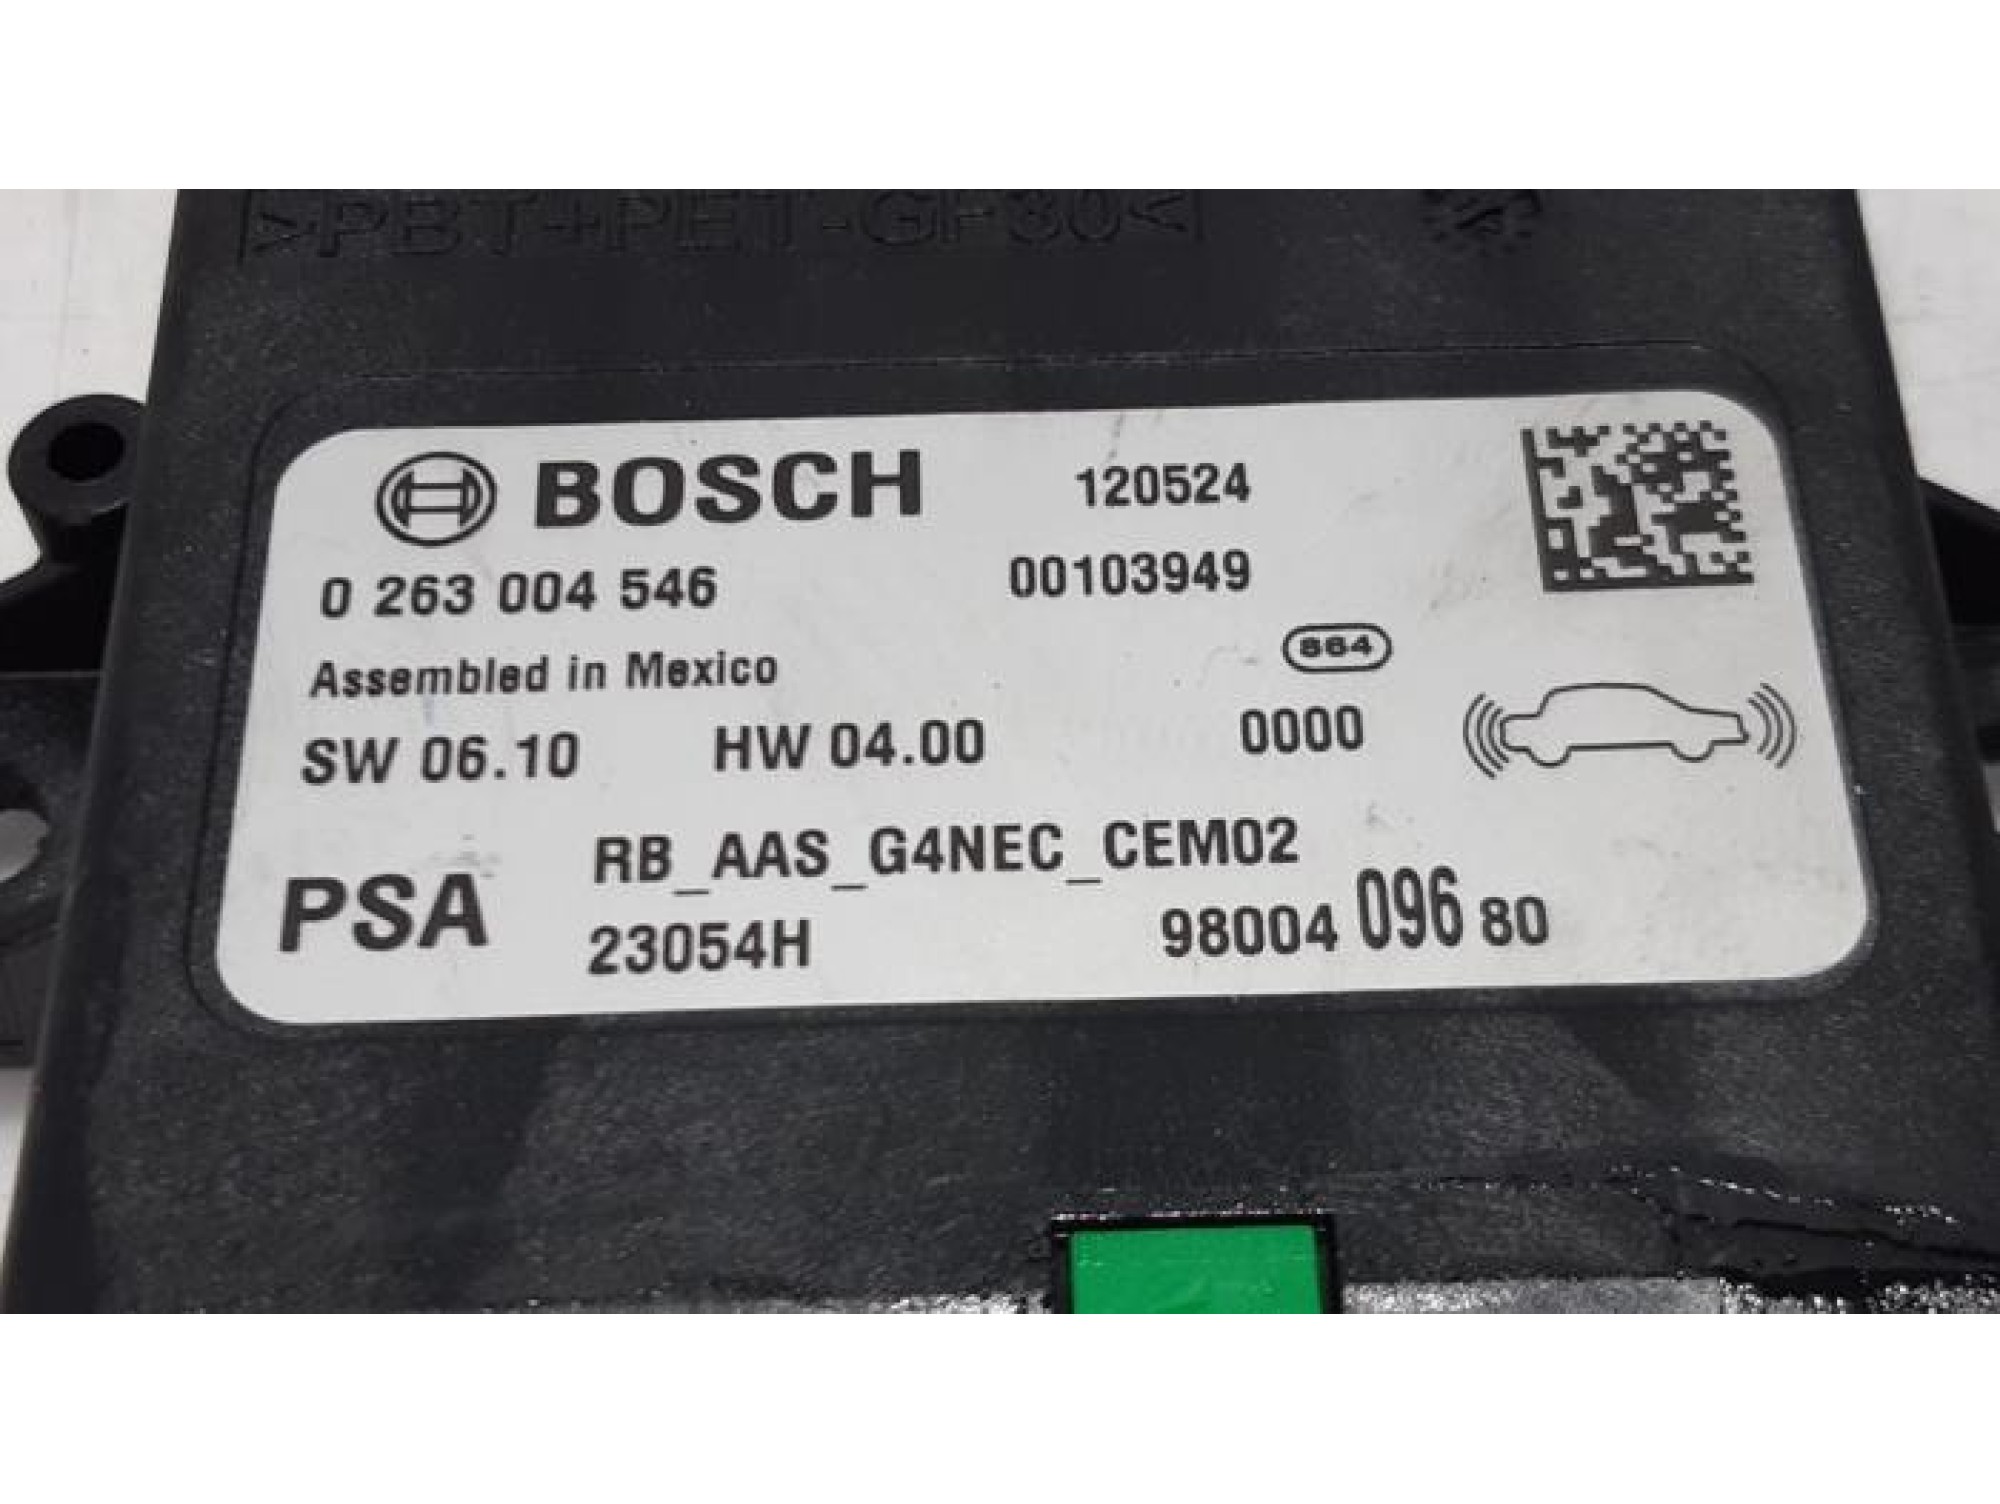 >PBT+PET-GF30<
BOSCH 120524
0 263 004 546 00103949
Assembled in Mexico 864
SW 06.10 HW 04.00 0000
RB_AAS_G4NEC_CEM02
PSA 23054H 98004 096 80